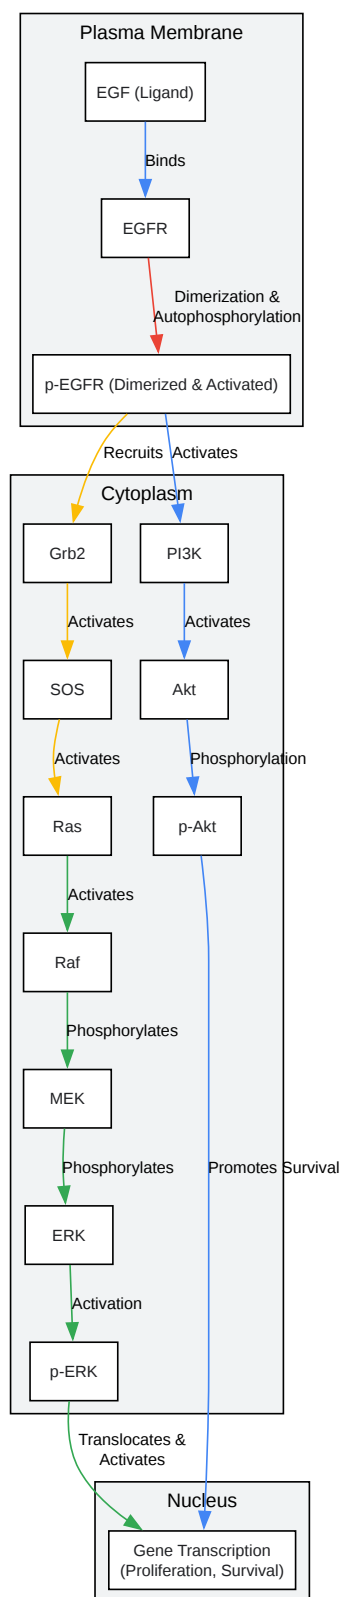 Plasma Membrane
EGF (Ligand)
Binds
EGFR
Dimerization &
Autophosphorylation
p-EGFR (Dimerized & Activated)
Recruits
Activates
Cytoplasm
Grb2
PI3K
Activates
Activates
SOS
Akt
Activates
Phosphorylation
Ras
p-Akt
Activates
Raf
Phosphorylates
MEK
Phosphorylates
Promotes Survival
ERK
Activation
p-ERK
Translocates &
Activates
Nucleus
Gene Transcription
(Proliferation, Survival)